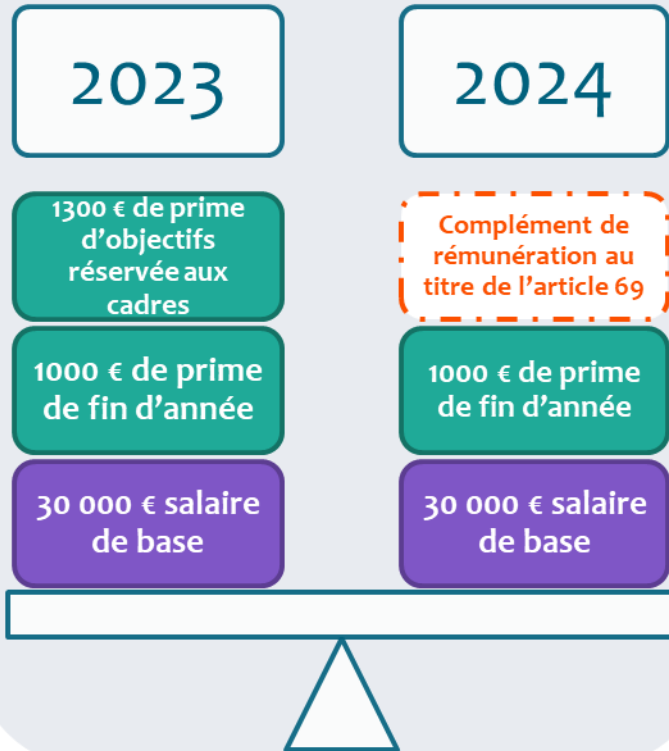 2023
2024
1300 € de prime
d’objectifs
réservée aux
cadres
Complément de
rémunération au
titre de l’article 69
1000 € de prime
de fin d’année
1000 € de prime
de fin d’année
30 000 € salaire
de base
30 000 € salaire
de base